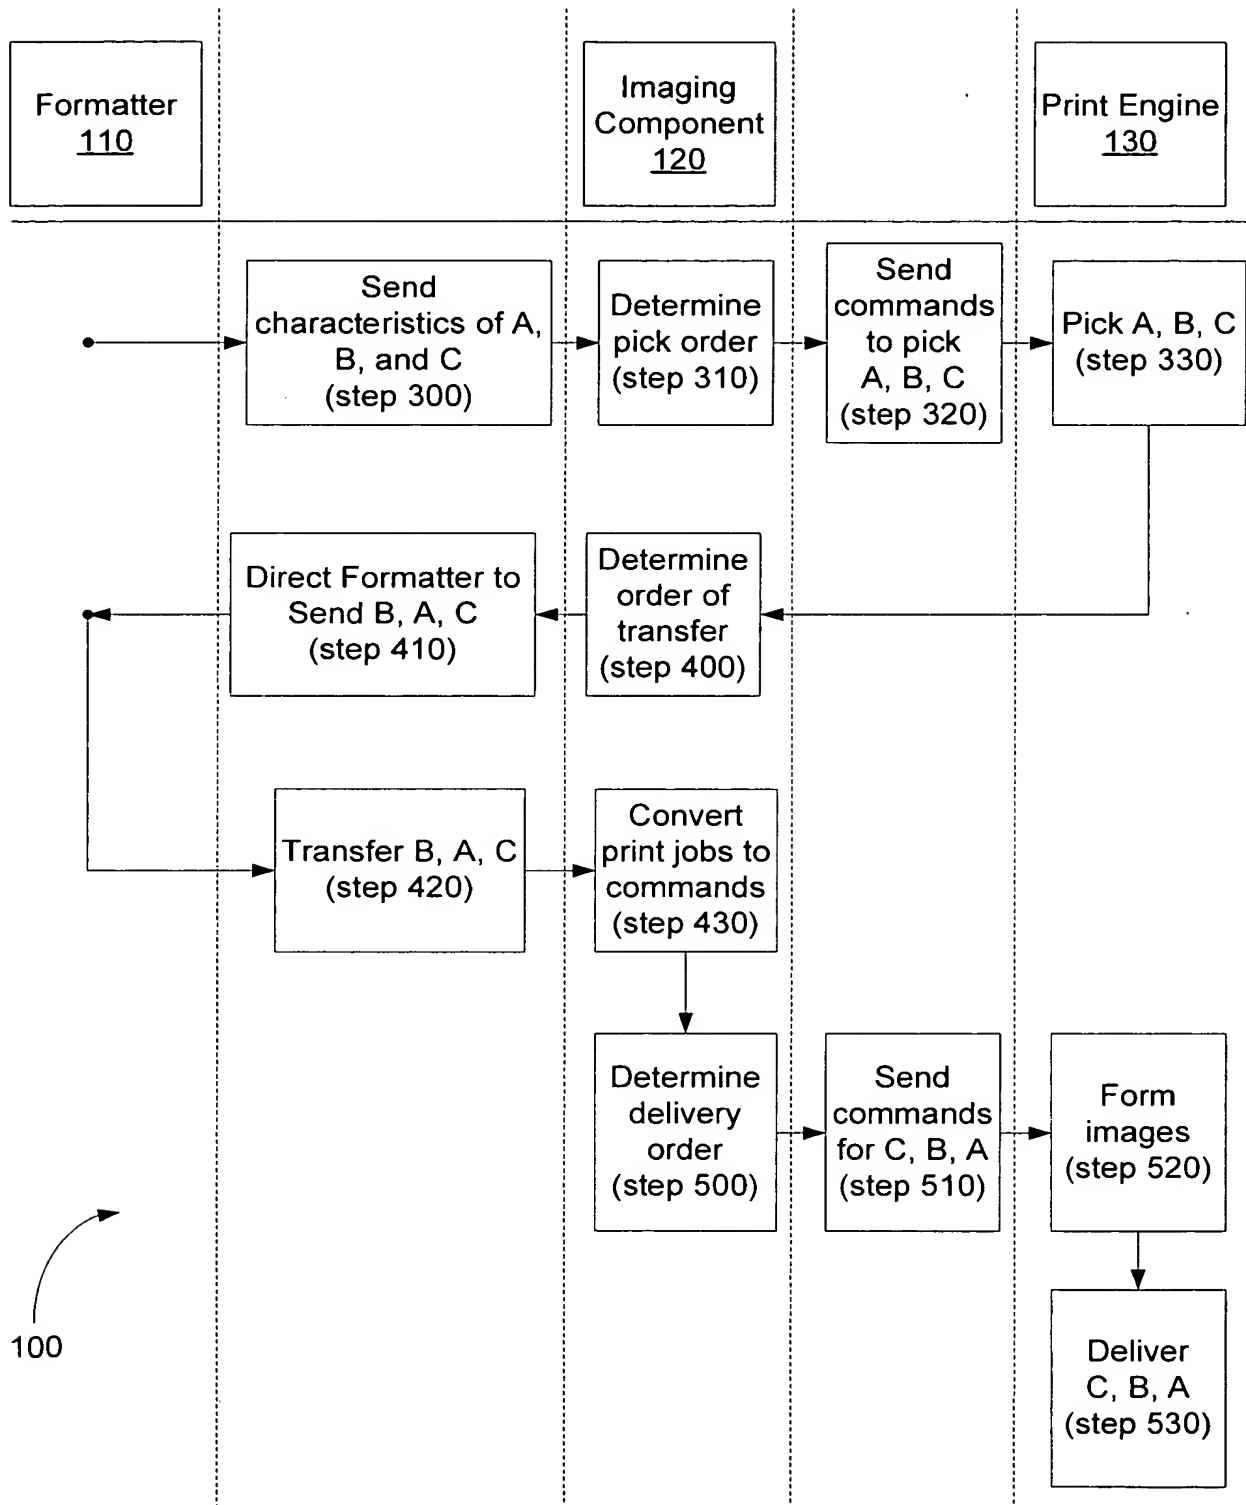 Formatter
110
Imaging
Component
120
Print Engine
130
Send
characteristics of A,
B, and C
(step 300)
Determine
pick order
(step 310)
Send
commands
to pick
A, B, C
(step 320)
Pick A, B, C
(step 330)
Direct Formatter to
Send B, A, C
(step 410)
Determine
order of
transfer
(step 400)
Transfer B, A, C
(step 420)
Convert
print jobs to
commands
(step 430)
Determine
delivery
order
(step 500)
Send
commands
for C, B, A
(step 510)
Form
images
(step 520)
100
Deliver
C, B, A
(step 530)